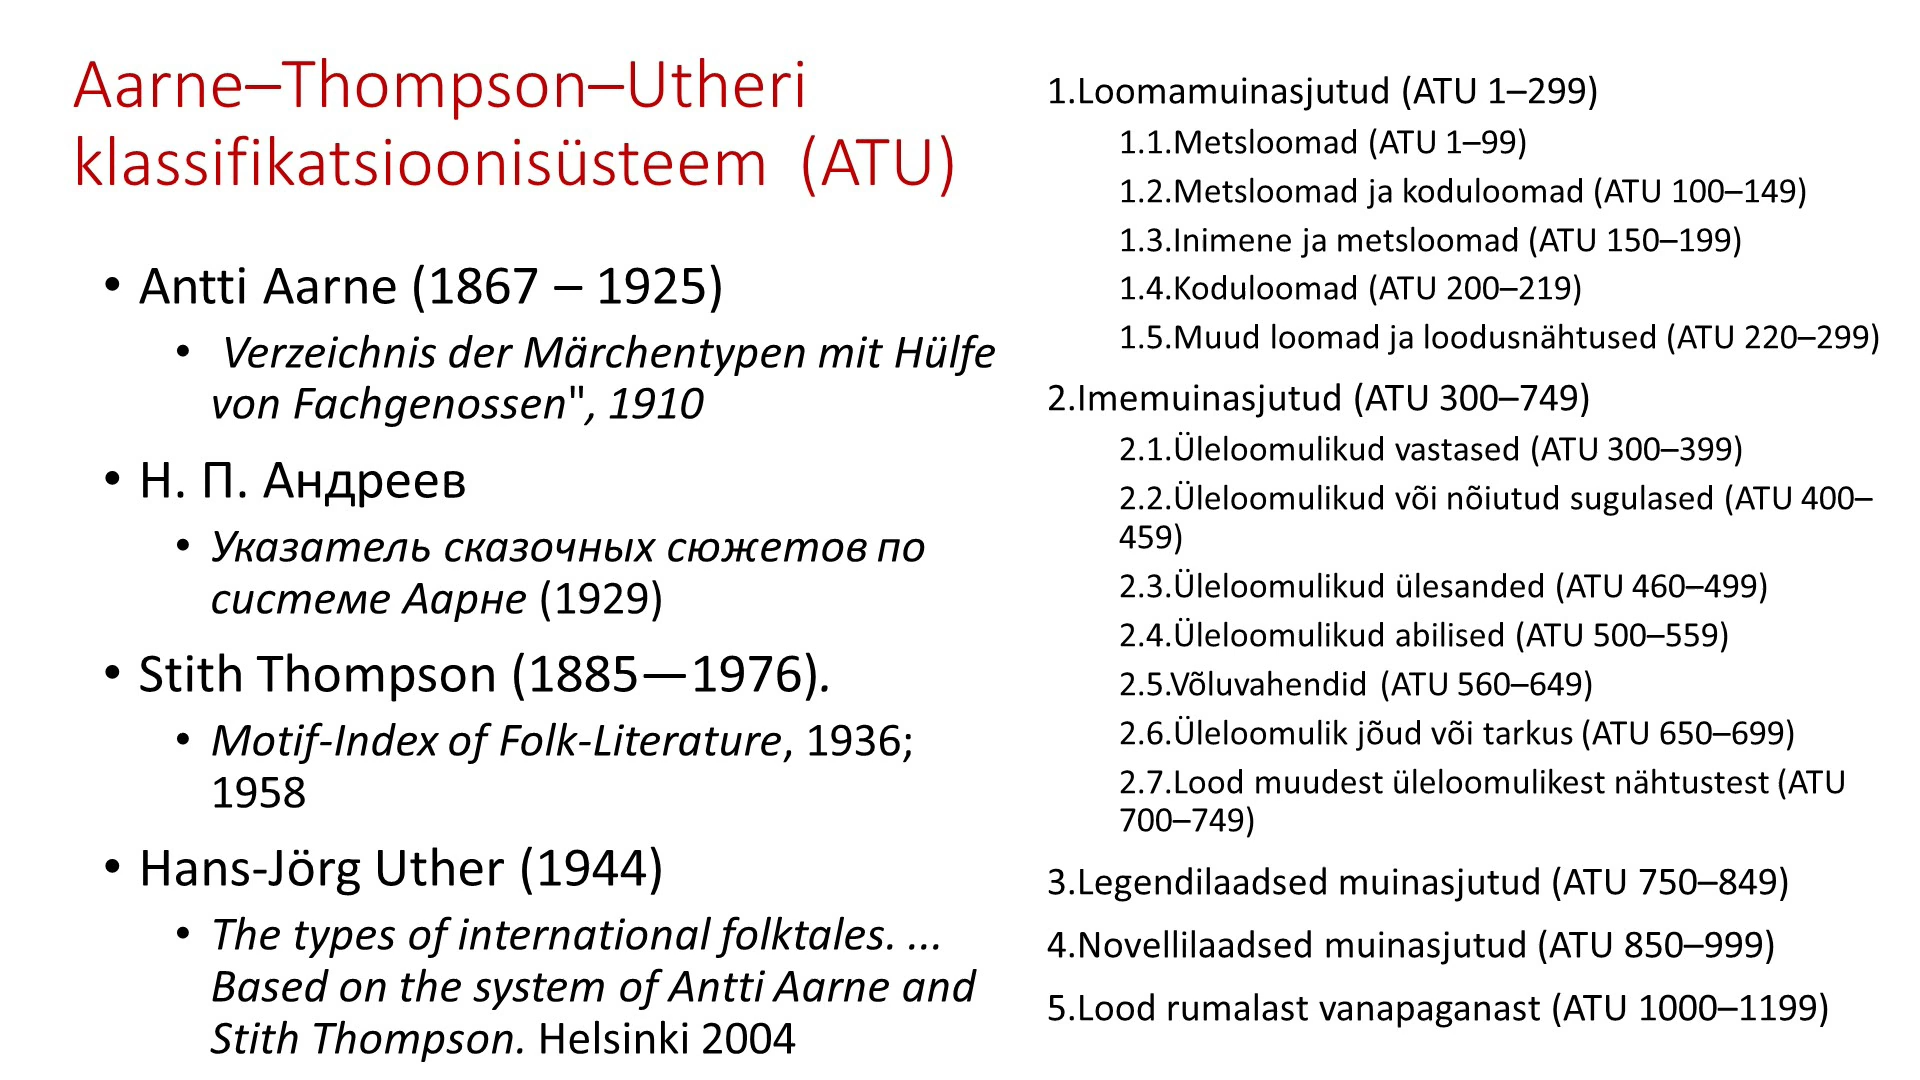 Aarne–Thompson–Utheri
klassifikatsioonisüsteem (ATU)
• Antti Aarne (1867 – 1925)
• Verzeichnis der Märchentypen mit Hülfe
von Fachgenossen", 1910
• Н. П. Андреев
• Указатель сказочных сюжетов по
системе Аарне (1929)
• Stith Thompson (1885—1976).
• Motif-Index of Folk-Literature, 1936;
1958
• Hans-Jörg Uther (1944)
• The types of international folktales. ...
Based on the system of Antti Aarne and
Stith Thompson. Helsinki 2004
1.Loomamuinasjutud (ATU 1–299)
1.1.Metsloomad (ATU 1–99)
1.2.Metsloomad ja koduloomad (ATU 100–149)
1.3.Inimene ja metsloomad (ATU 150–199)
1.4.Koduloomad (ATU 200–219)
1.5.Muud loomad ja loodusnähtused (ATU 220–299)
2.Imemuinasjutud (ATU 300–749)
2.1.Üleloomulikud vastased (ATU 300–399)
2.2.Üleloomulikud või nõiutud sugulased (ATU 400–
459)
2.3.Üleloomulikud ülesanded (ATU 460–499)
2.4.Üleloomulikud abilised (ATU 500–559)
2.5.Võluvahendid (ATU 560–649)
2.6.Üleloomulik jõud või tarkus (ATU 650–699)
2.7.Lood muudest üleloomulikest nähtustest (ATU
700–749)
3.Legendilaadsed muinasjutud (ATU 750–849)
4.Novellilaadsed muinasjutud (ATU 850–999)
5.Lood rumalast vanapaganast (ATU 1000–1199)